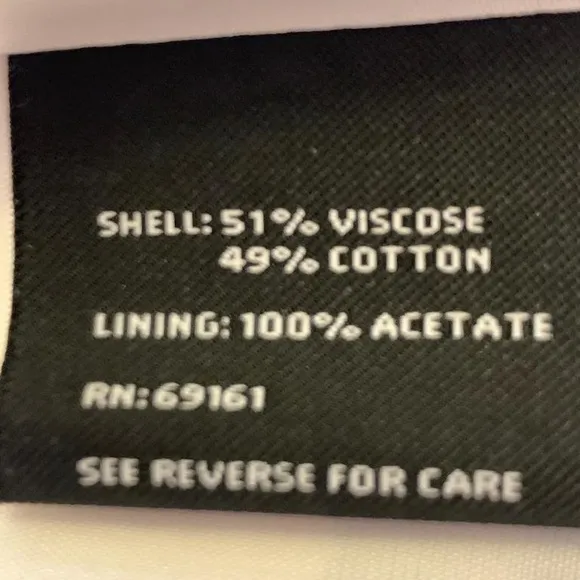 SHELL: 51% VISCOSE
49% COTTON
LINING: 100% ACETATE
RN: 69161
SEE REVERSE FOR CARE